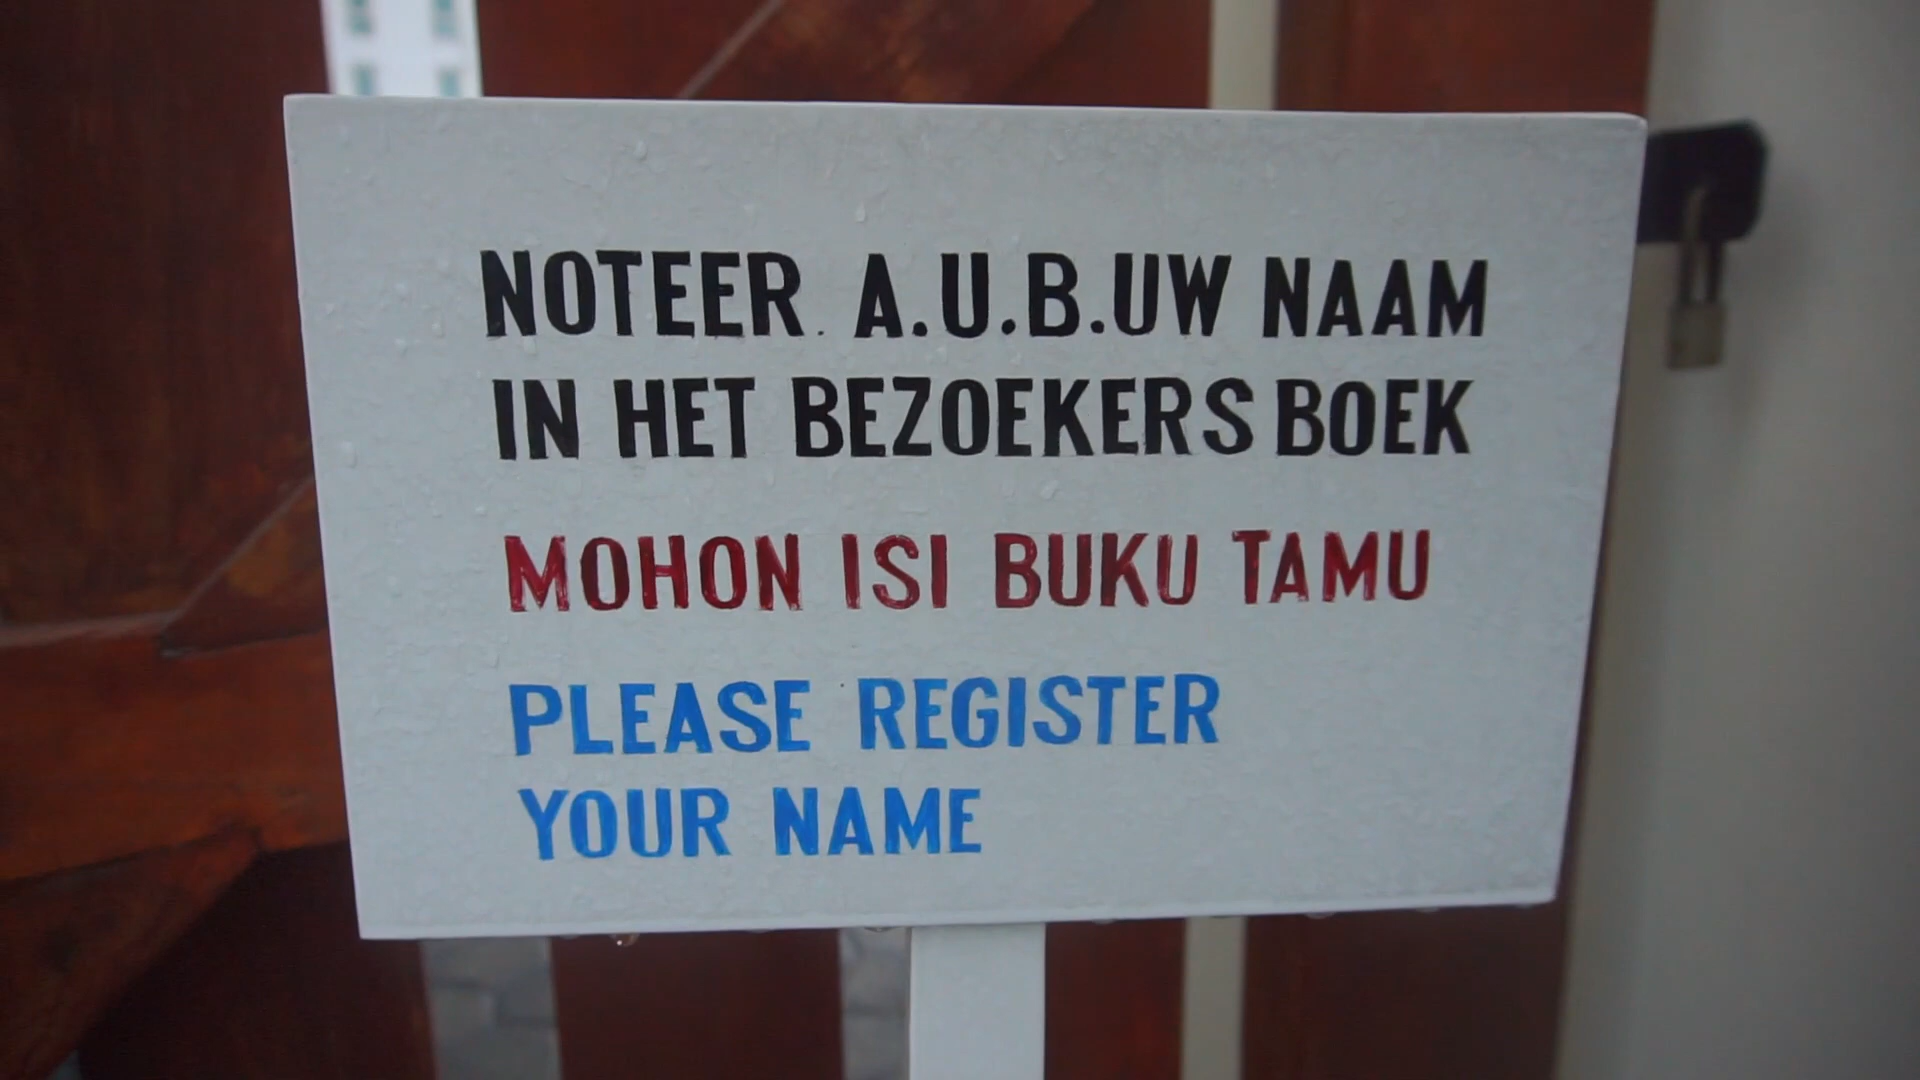 NOTEER. A.U.B.UW NAAM
IN HET BEZOEKERS BOEK
MOHON ISI BUKU TAMU
PLEASE REGISTER
YOUR NAME